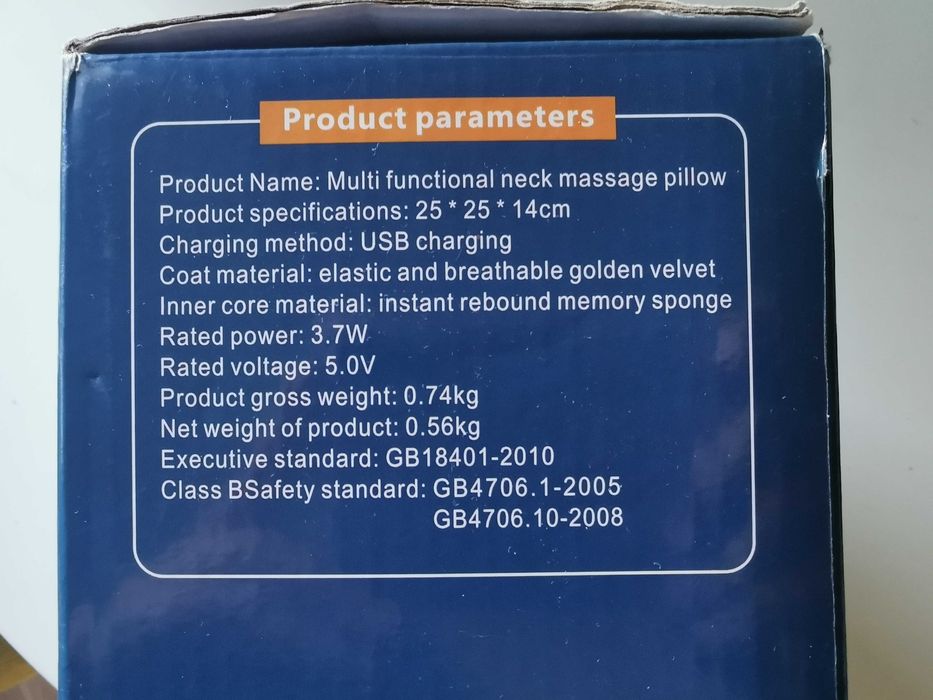 Product parameters
Product Name: Multi functional neck massage pillow
Product specifications: 25 * 25 * 14cm
Charging method: USB charging
Coat material: elastic and breathable golden velvet
Inner core material: instant rebound memory sponge
Rated power: 3.7W
Rated voltage: 5.0V
Product gross weight: 0.74kg
Net weight of product: 0.56kg
Executive standard: GB18401-2010
Class BSafety standard: GB4706.1-2005
GB4706.10-2008